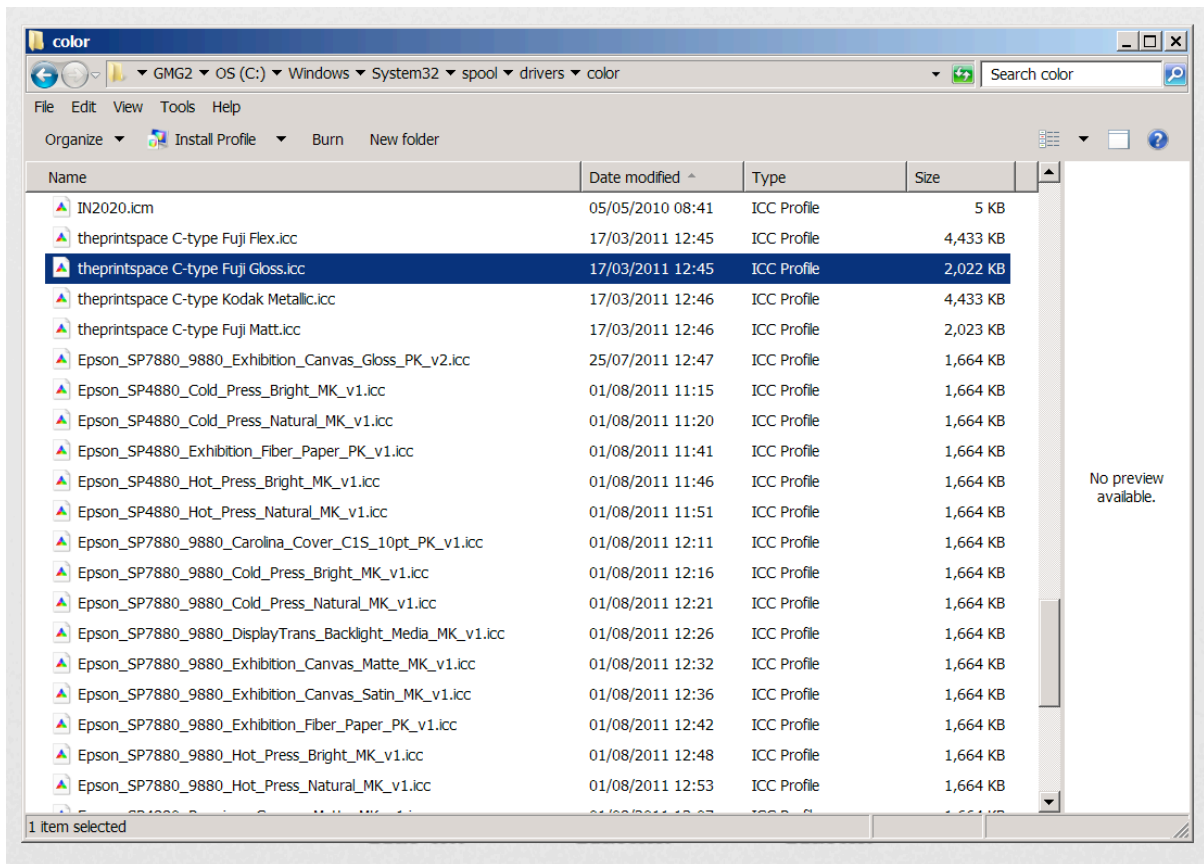 color
GMG2 OS (C:) Windows System32 spool drivers color Search color
File Edit View Tools Help
Organize Install Profile Burn New folder
Name Date modified Type Size
IN2020.icm 05/05/2010 08:41 ICC Profile 5 KB
theprintspace C-type Fuji Flex.icc 17/03/2011 12:45 ICC Profile 4,433 KB
theprintspace C-type Fuji Gloss.icc 17/03/2011 12:45 ICC Profile 2,022 KB
theprintspace C-type Kodak Metallic.icc 17/03/2011 12:46 ICC Profile 4,433 KB
theprintspace C-type Fuji Matt.icc 17/03/2011 12:46 ICC Profile 2,023 KB
Epson_SP7880_9880_Exhibition_Canvas_Gloss_PK_v2.icc 25/07/2011 12:47 ICC Profile 1,664 KB
Epson_SP4880_Cold_Press_Bright_MK_v1.icc 01/08/2011 11:15 ICC Profile 1,664 KB
Epson_SP4880_Cold_Press_Natural_MK_v1.icc 01/08/2011 11:20 ICC Profile 1,664 KB
Epson_SP4880_Exhibition_Fiber_Paper_PK_v1.icc 01/08/2011 11:41 ICC Profile 1,664 KB
Epson_SP4880_Hot_Press_Bright_MK_v1.icc 01/08/2011 11:46 ICC Profile 1,664 KB
Epson_SP4880_Hot_Press_Natural_MK_v1.icc 01/08/2011 11:51 ICC Profile 1,664 KB
Epson_SP7880_9880_Carolina_Cover_C1S_10pt_PK_v1.icc 01/08/2011 12:11 ICC Profile 1,664 KB
Epson_SP7880_9880_Cold_Press_Bright_MK_v1.icc 01/08/2011 12:16 ICC Profile 1,664 KB
Epson_SP7880_9880_Cold_Press_Natural_MK_v1.icc 01/08/2011 12:21 ICC Profile 1,664 KB
Epson_SP7880_9880_DisplayTrans_Backlight_Media_MK_v1.icc 01/08/2011 12:26 ICC Profile 1,664 KB
Epson_SP7880_9880_Exhibition_Canvas_Matte_MK_v1.icc 01/08/2011 12:32 ICC Profile 1,664 KB
Epson_SP7880_9880_Exhibition_Canvas_Satin_MK_v1.icc 01/08/2011 12:36 ICC Profile 1,664 KB
Epson_SP7880_9880_Exhibition_Fiber_Paper_PK_v1.icc 01/08/2011 12:42 ICC Profile 1,664 KB
Epson_SP7880_9880_Hot_Press_Bright_MK_v1.icc 01/08/2011 12:48 ICC Profile 1,664 KB
Epson_SP7880_9880_Hot_Press_Natural_MK_v1.icc 01/08/2011 12:53 ICC Profile 1,664 KB
No preview
available.
1 item selected